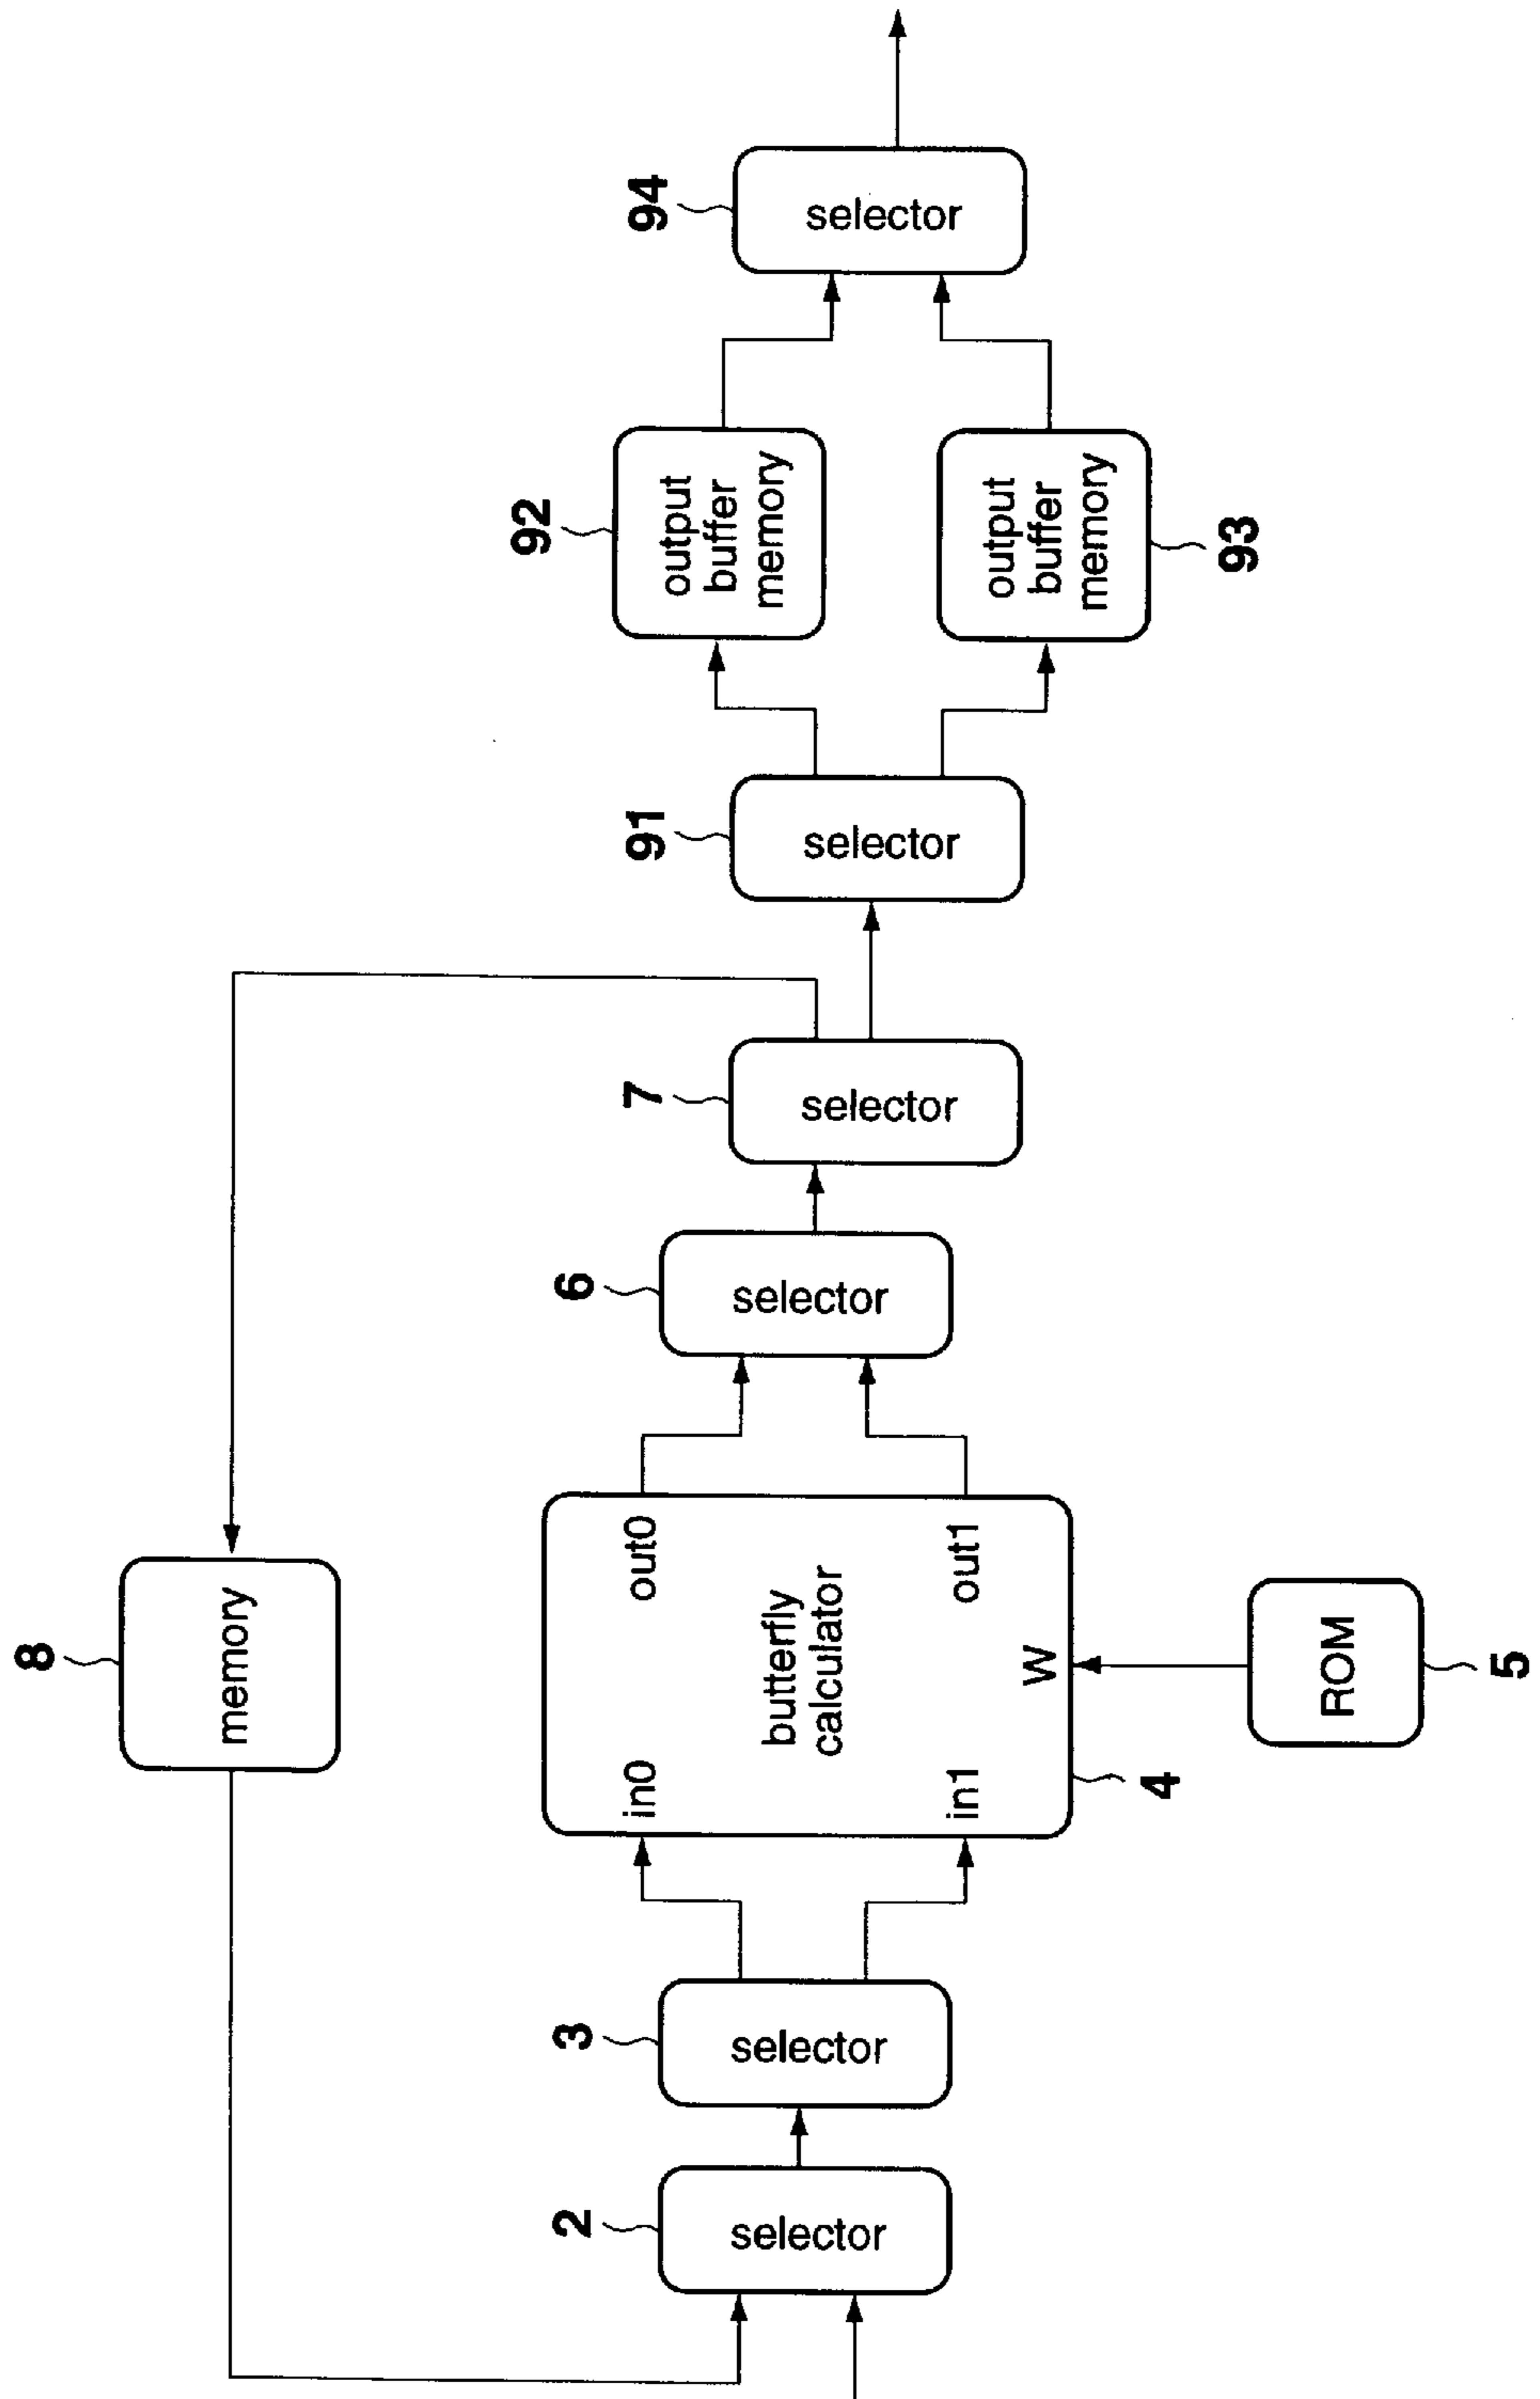 94
selector
92
output
buffer
memory
output
buffer
memory
93
91
selector
7
selector
6
selector
8
memory
out0
out1
butterfly
calculator
in0
in1
W
4
ROM
5
3
selector
2
selector